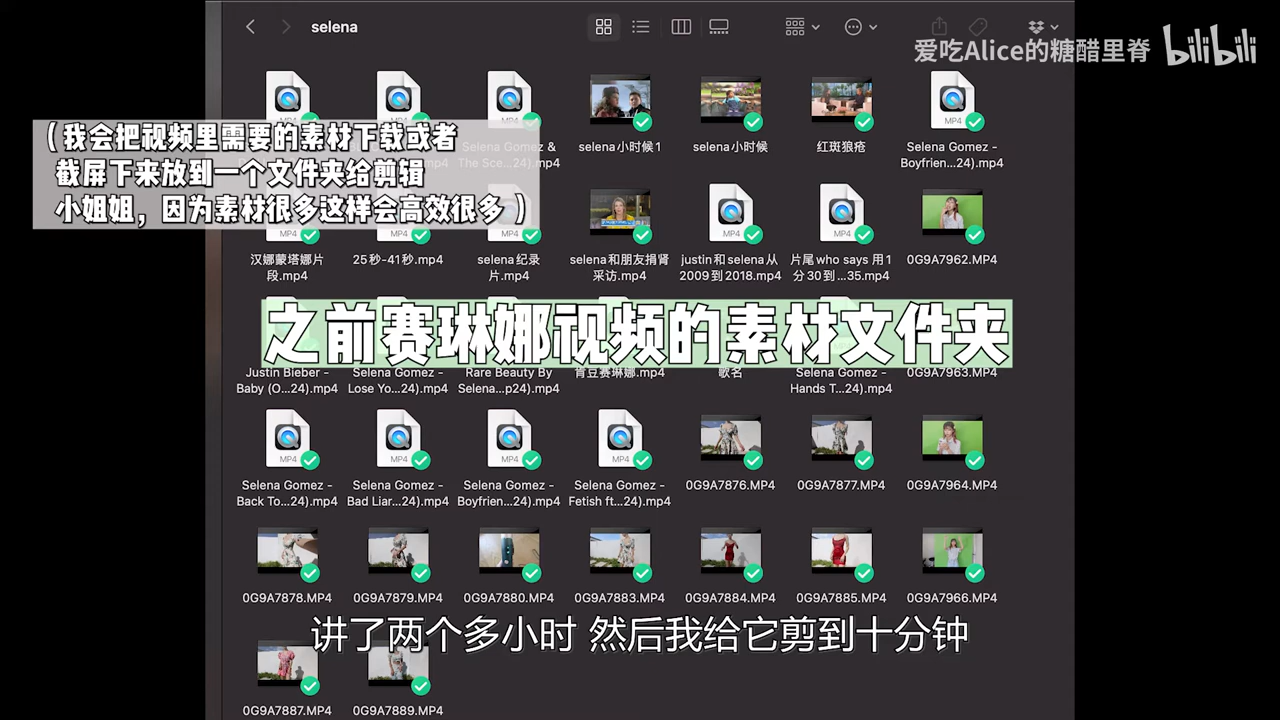 selena
爱吃Alice的糖醋里脊 bilibili
（我会把视频里需要的素材下载或者
截屏下来放到一个文件夹给剪辑
小姐姐，因为素材很多这样会高效很多）
Selena Gomez &
The Sce...24).mp4
selena小时候1
selena小时候
红斑狼疮
Selena Gomez -
Boyfrien...24).mp4
MP4
MP4
MP4
MP4
MP4
MP4
汉娜蒙塔娜片
段.mp4
25秒-41秒.mp4
selena纪录
片.mp4
selena和朋友捐肾
采访.mp4
justin和selena从
2009到2018.mp4
片尾who says 用1
分30到...35.mp4
0G9A7962.MP4
之前赛琳娜视频的素材文件夹
Justin Bieber -
Baby (O...24).mp4
Selena Gomez -
Lose Yo...24).mp4
Rare Beauty By
Selena...p24).mp4
肯豆赛琳娜.mp4
歌名
Selena Gomez -
Hands T...24).mp4
0G9A7963.MP4
MP4
MP4
MP4
MP4
Selena Gomez -
Back To...24).mp4
Selena Gomez -
Bad Liar...24).mp4
Selena Gomez -
Boyfrien...24).mp4
Selena Gomez -
Fetish ft...24).mp4
0G9A7876.MP4
0G9A7877.MP4
0G9A7964.MP4
0G9A7878.MP4
0G9A7879.MP4
0G9A7880.MP4
0G9A7883.MP4
0G9A7884.MP4
0G9A7885.MP4
0G9A7966.MP4
讲了两个多小时 然后我给它剪到十分钟
0G9A7887.MP4
0G9A7889.MP4